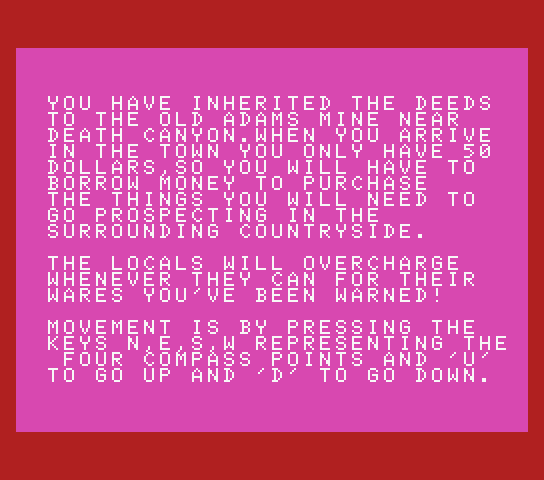 YOU HAVE INHERITED THE DEEDS
TO THE OLD ADAMS MINE NEAR
DEATH CANYON.WHEN YOU ARRIVE
IN THE TOWN YOU ONLY HAVE 50
DOLLARS,SO YOU WILL HAVE TO
BORROW MONEY TO PURCHASE
THE THINGS YOU WILL NEED TO
GO PROSPECTING IN THE
SURROUNDING COUNTRYSIDE.
THE LOCALS WILL OVERCHARGE
WHENEVER THEY CAN FOR THEIR
WARES YOU'VE BEEN WARNED!
MOVEMENT IS BY PRESSING THE
KEYS N,E,S,W REPRESENTING THE
FOUR COMPASS POINTS AND 'U'
TO GO UP AND 'D' TO GO DOWN.